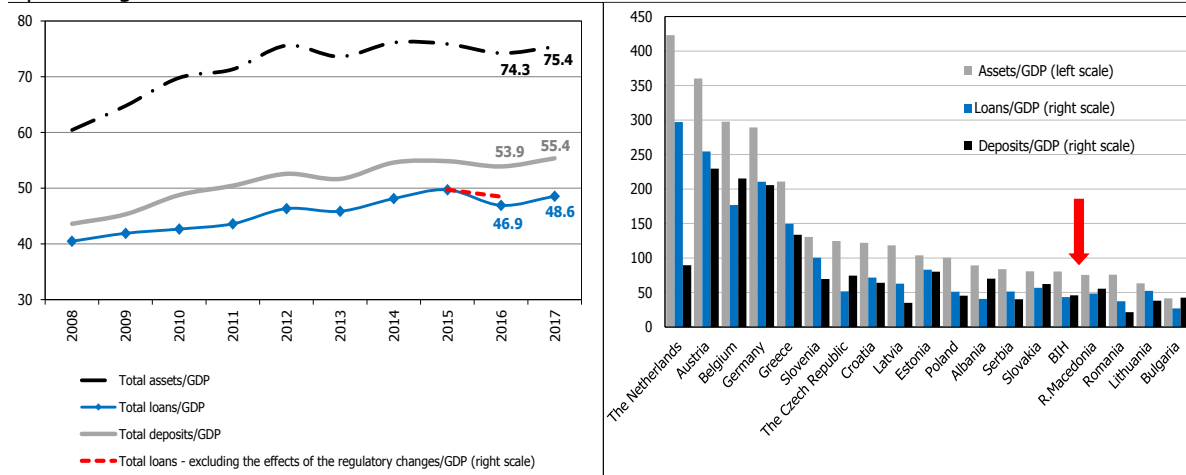 80
70
60
50
40
30
74.3
75.4
53.9
55.4
46.9
48.6
2008
2009
2010
2011
2012
2013
2014
2015
2016
2017
Total assets/GDP
Total loans/GDP
Total deposits/GDP
Total loans - excluding the effects of the regulatory changes/GDP (right scale)
450
400
350
300
250
200
150
100
50
0
Assets/GDP (left scale)
Loans/GDP (right scale)
Deposits/GDP (right scale)
The Netherlands
Austria
Belgium
Germany
Greece
Slovenia
The Czech Republic
Croatia
Latvia
Estonia
Poland
Albania
Serbia
Slovakia
BIH
R.Macedonia
Romania
Lithuania
Bulgaria